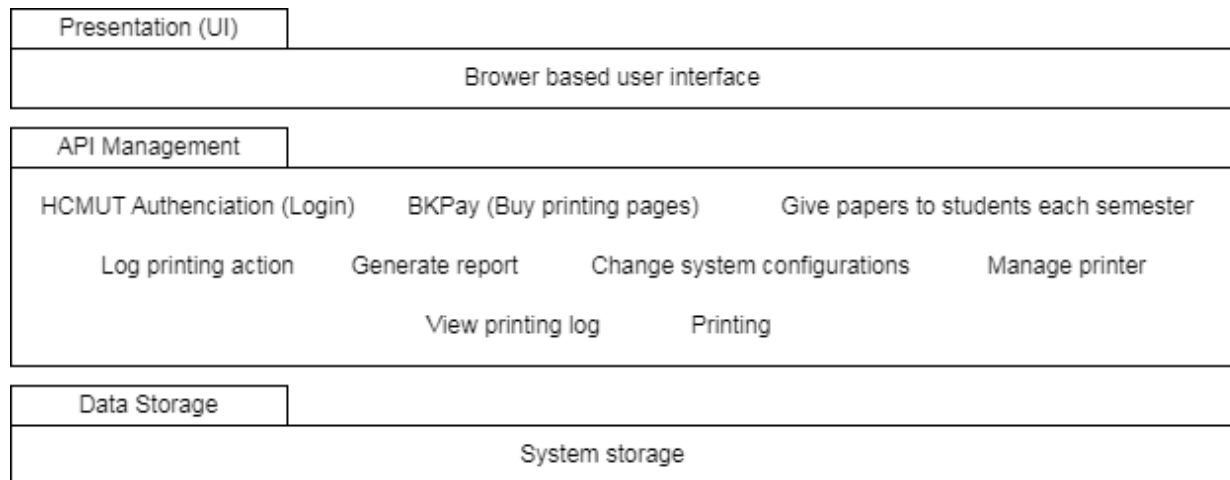 Presentation (UI)
Brower based user interface
API Management
HCMUT Authenciation (Login) BKPay (Buy printing pages) Give papers to students each semester
Log printing action Generate report Change system configurations Manage printer
View printing log Printing
Data Storage
System storage